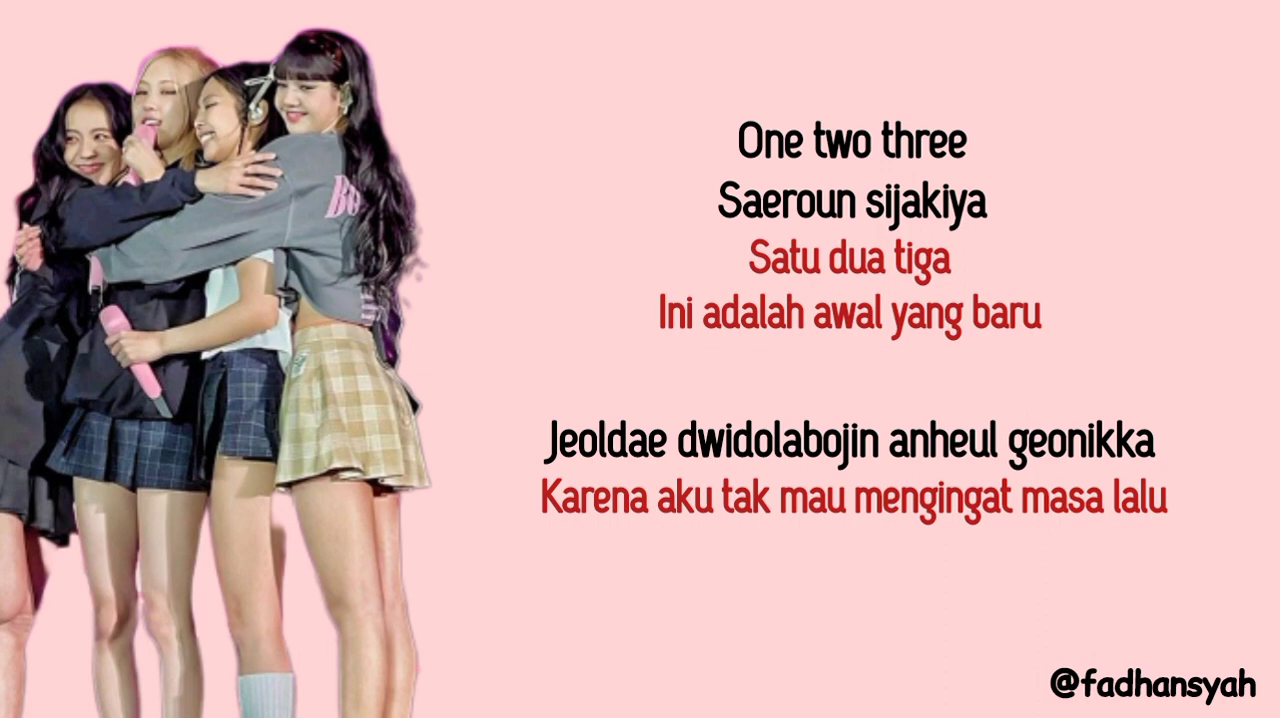 One two three
Saeroun sijakiya
Satu dua tiga
Ini adalah awal yang baru
Jeoldae dwidolabojin anheul geonikka
Karena aku tak mau mengingat masa lalu
@fadhansyah